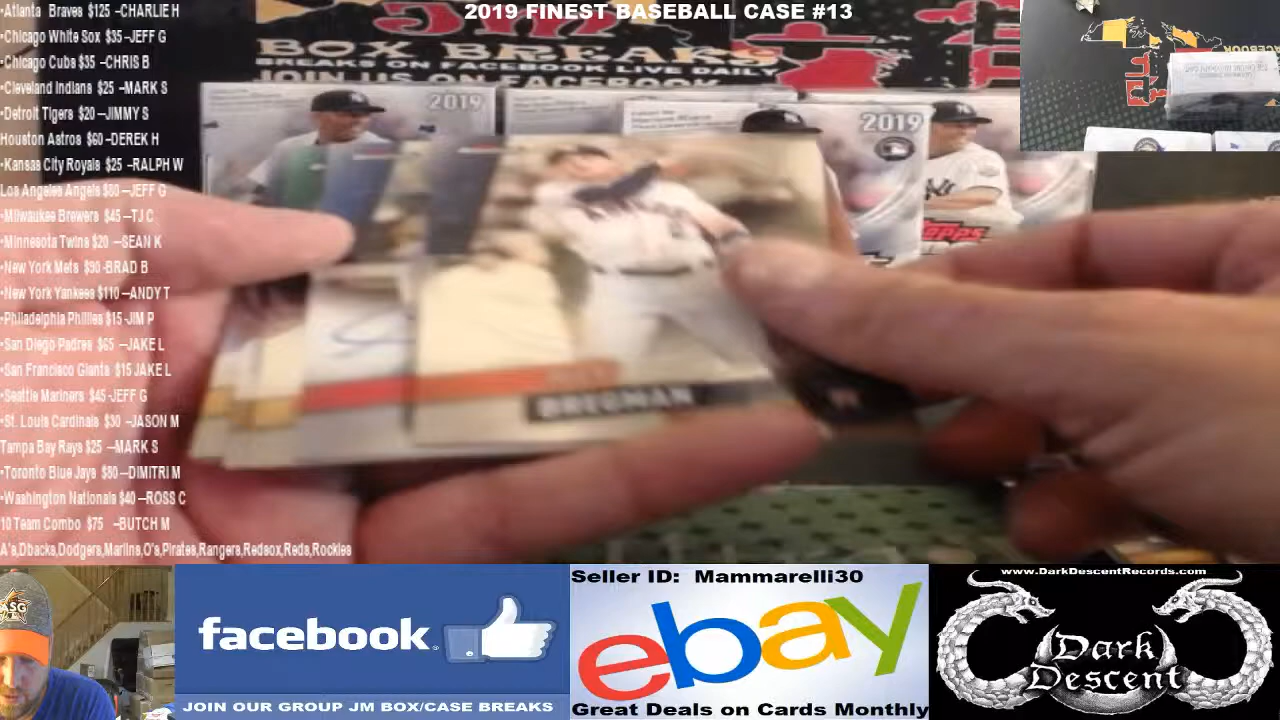 2019 FINEST BASEBALL CASE #13
•Atlanta Braves $125 –CHARLIE H
•Chicago White Sox $35 –JEFF G
•Chicago Cubs $35 –CHRIS B
•Cleveland Indians $25 –MARK S
•Detroit Tigers $20 –JIMMY S
Houston Astros $60 –DEREK H
•Kansas City Royals $25 –RALPH W
Los Angeles Angels $80 –JEFF G
•Milwaukee Brewers $45 –TJ C
•Minnesota Twins $20 –SEAN K
•New York Mets $90 -BRAD B
•New York Yankees $110 –ANDY T
•Philadelphia Phillies $15 -JIM P
•San Diego Padres $65 –JAKE L
•San Francisco Giants $15 JAKE L
•Seattle Mariners $45 -JEFF G
•St. Louis Cardinals $30 –JASON M
Tampa Bay Rays $25 –MARK S
•Toronto Blue Jays $80 –DIMITRI M
•Washington Nationals $40 –ROSS C
10 Team Combo $75 –BUTCH M
A's,Dbacks,Dodgers,Marlins,O's,Pirates,Rangers,Redsox,Reds,Rockies
BOX BREAKS
BREAKS ON FACEBOOK LIVE DAILY
JOIN US ON FACEBOOK
2019
2019
Topps
BREGMAN
facebook
JOIN OUR GROUP JM BOX/CASE BREAKS
Seller ID: Mammarelli30
ebay
Great Deals on Cards Monthly
www.DarkDescentRecords.com
Dark
Descent